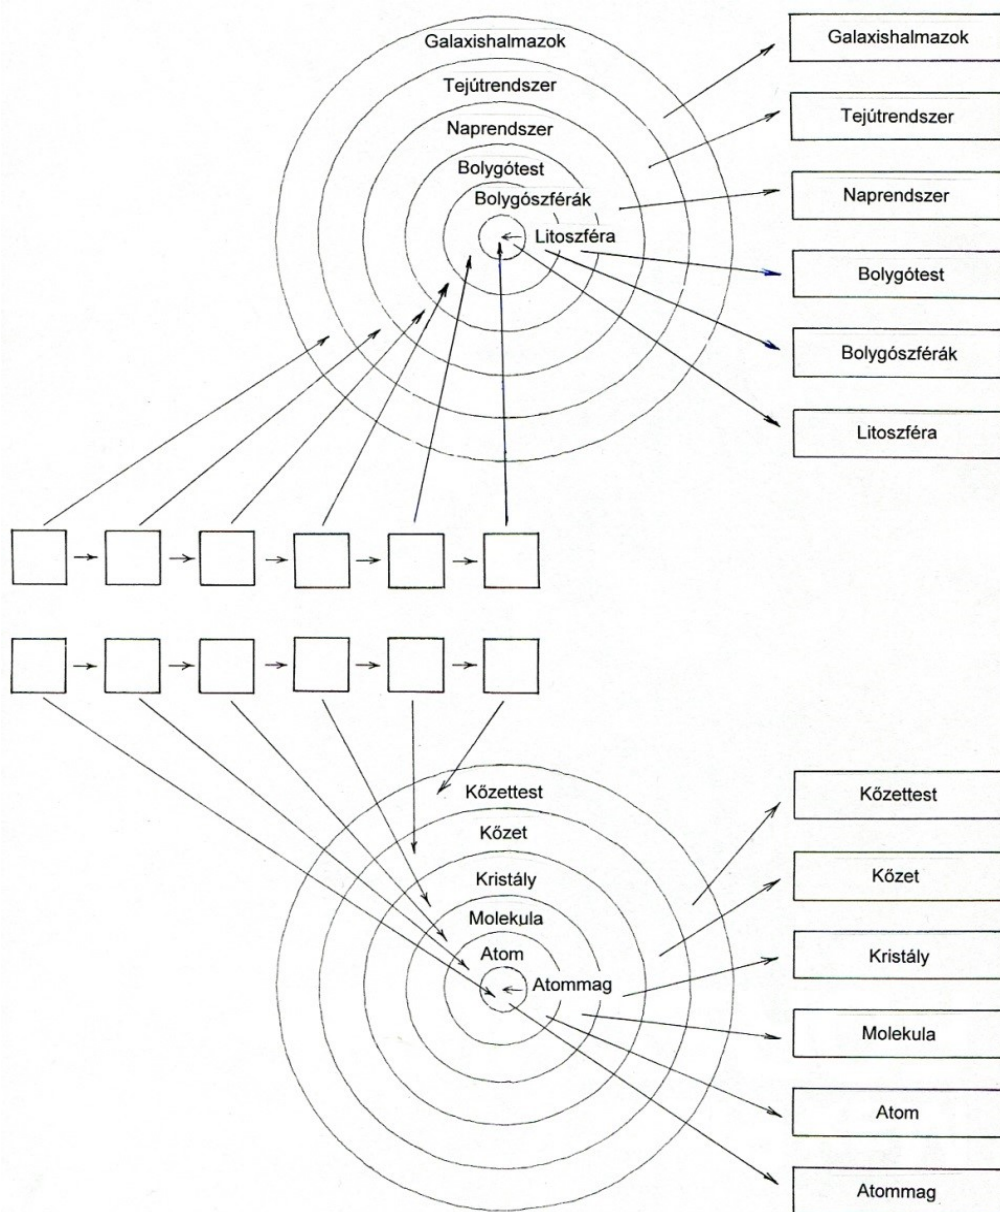 Galaxishalmazok
Tejútrendszer
Naprendszer
Bolygótest
Bolygószférák
Litoszféra
Galaxishalmazok
Tejútrendszer
Naprendszer
Bolygótest
Bolygószférák
Litoszféra
Kőzettest
Kőzet
Kristály
Molekula
Atom
Atommag
Kőzettest
Kőzet
Kristály
Molekula
Atom
Atommag